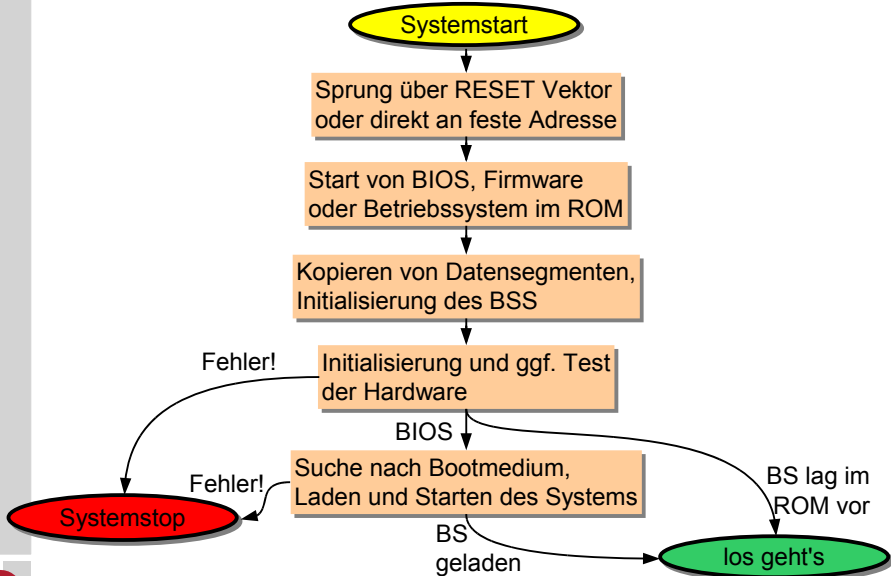 Systemstart
Sprung über RESET Vektor
oder direkt an feste Adresse
Start von BIOS, Firmware
oder Betriebssystem im ROM
Kopieren von Datensegmenten,
Initialisierung des BSS
Fehler!
Initialisierung und ggf. Test
der Hardware
BIOS
Suche nach Bootmedium,
Laden und Starten des Systems
Fehler!
BS lag im
ROM vor
Systemstop
BS
geladen
los geht's